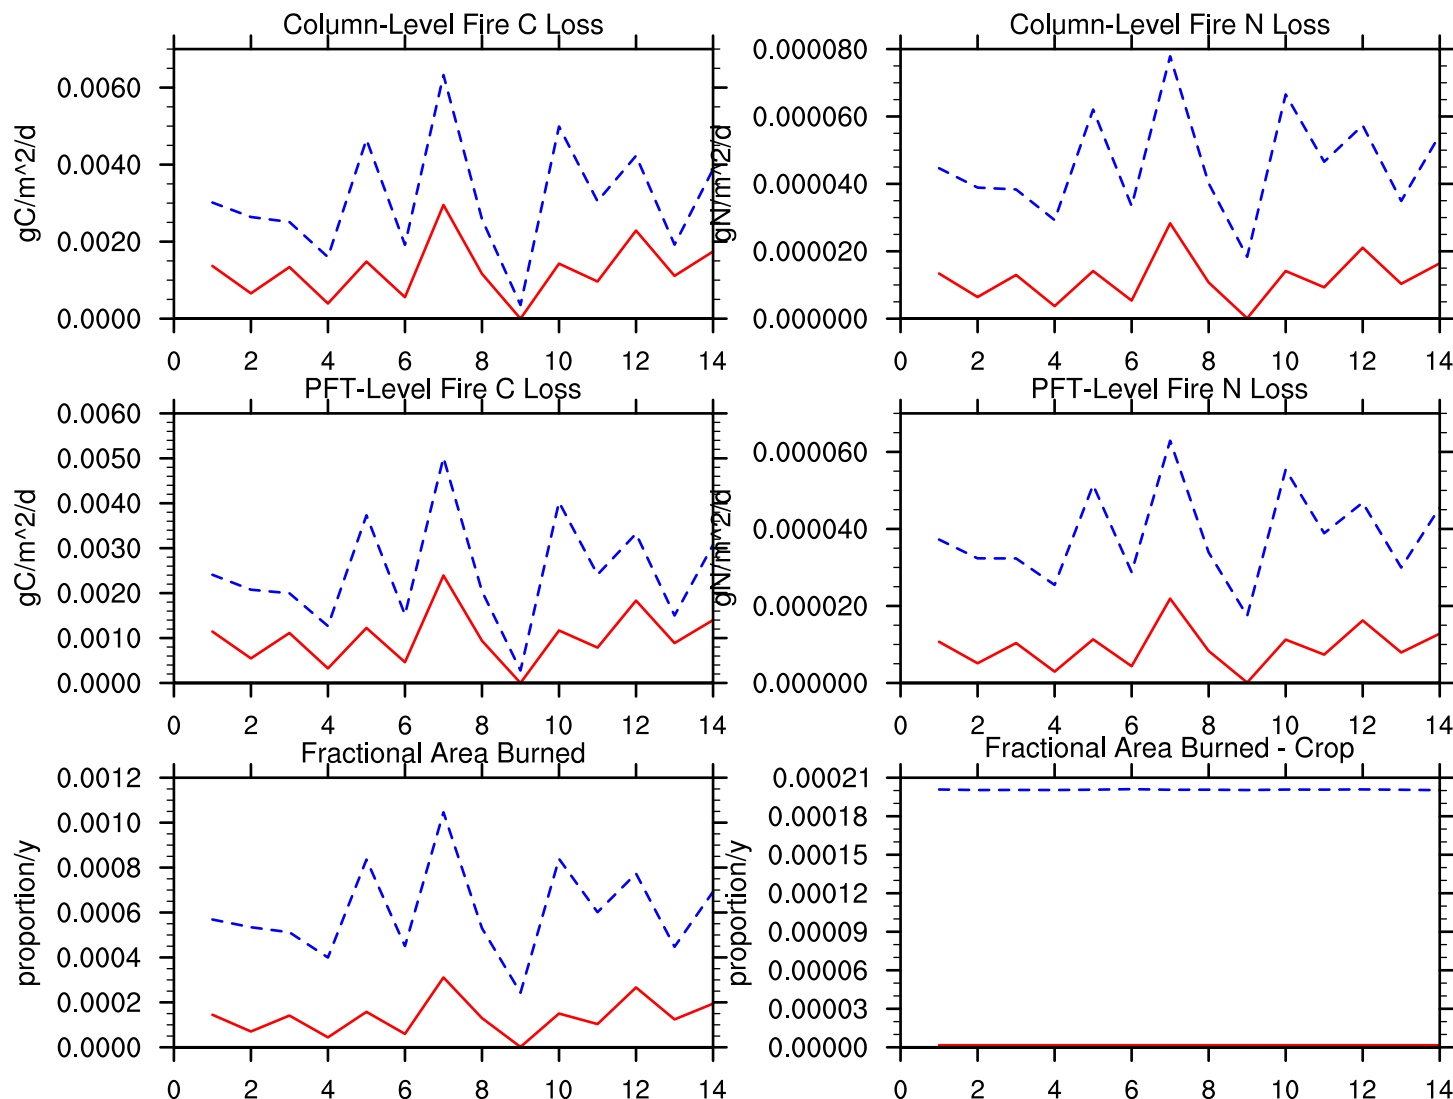 Column-Level Fire C Loss
gC/m^2/d
0.0060
0.0040
0.0020
0.0000
0 2 4 6 8 10 12 14
Column-Level Fire N Loss
gN/m^2/d
0.000080
0.000060
0.000040
0.000020
0.000000
0 2 4 6 8 10 12 14
PFT-Level Fire C Loss
gC/m^2/d
0.0060
0.0050
0.0040
0.0030
0.0020
0.0010
0.0000
0 2 4 6 8 10 12 14
PFT-Level Fire N Loss
gN/m^2/d
0.000060
0.000040
0.000020
0.000000
0 2 4 6 8 10 12 14
Fractional Area Burned
proportion/y
0.0012
0.0010
0.0008
0.0006
0.0004
0.0002
0.0000
0 2 4 6 8 10 12 14
Fractional Area Burned - Crop
proportion/y
0.00021
0.00018
0.00015
0.00012
0.00009
0.00006
0.00003
0.00000
0 2 4 6 8 10 12 14